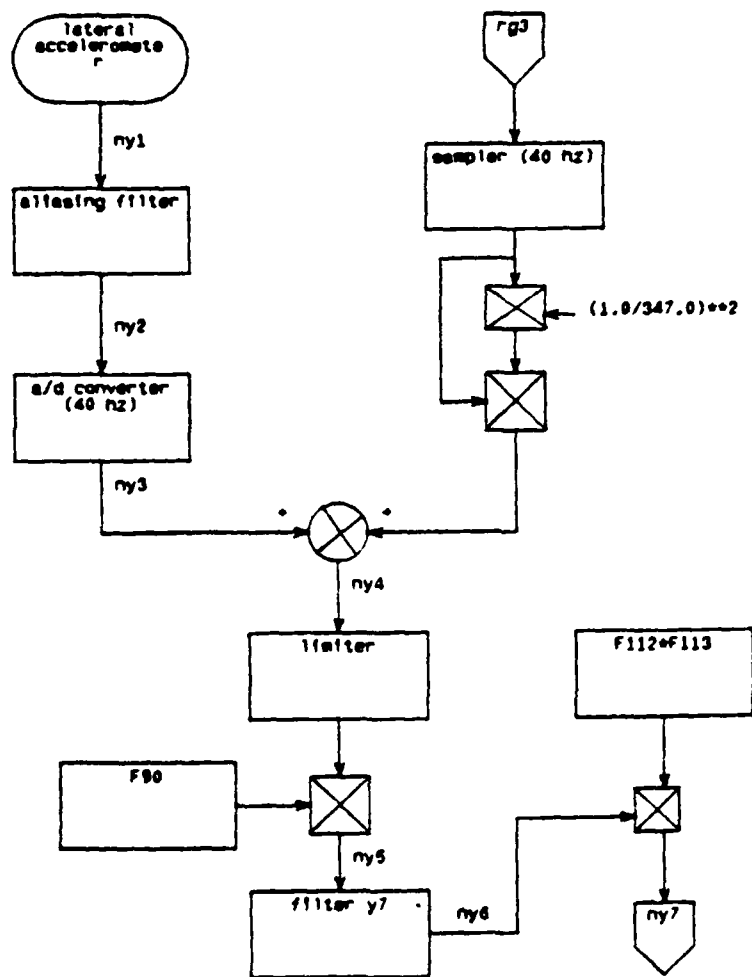 lateral
acceleromete
r
rg3
ny1
sampler (40 hz)
aliasing filter
ny2
(1.0/347.0)**2
a/d converter
(40 hz)
ny3
+
+
ny4
limiter
F112*F113
F90
ny5
filter y7
ny6
ny7